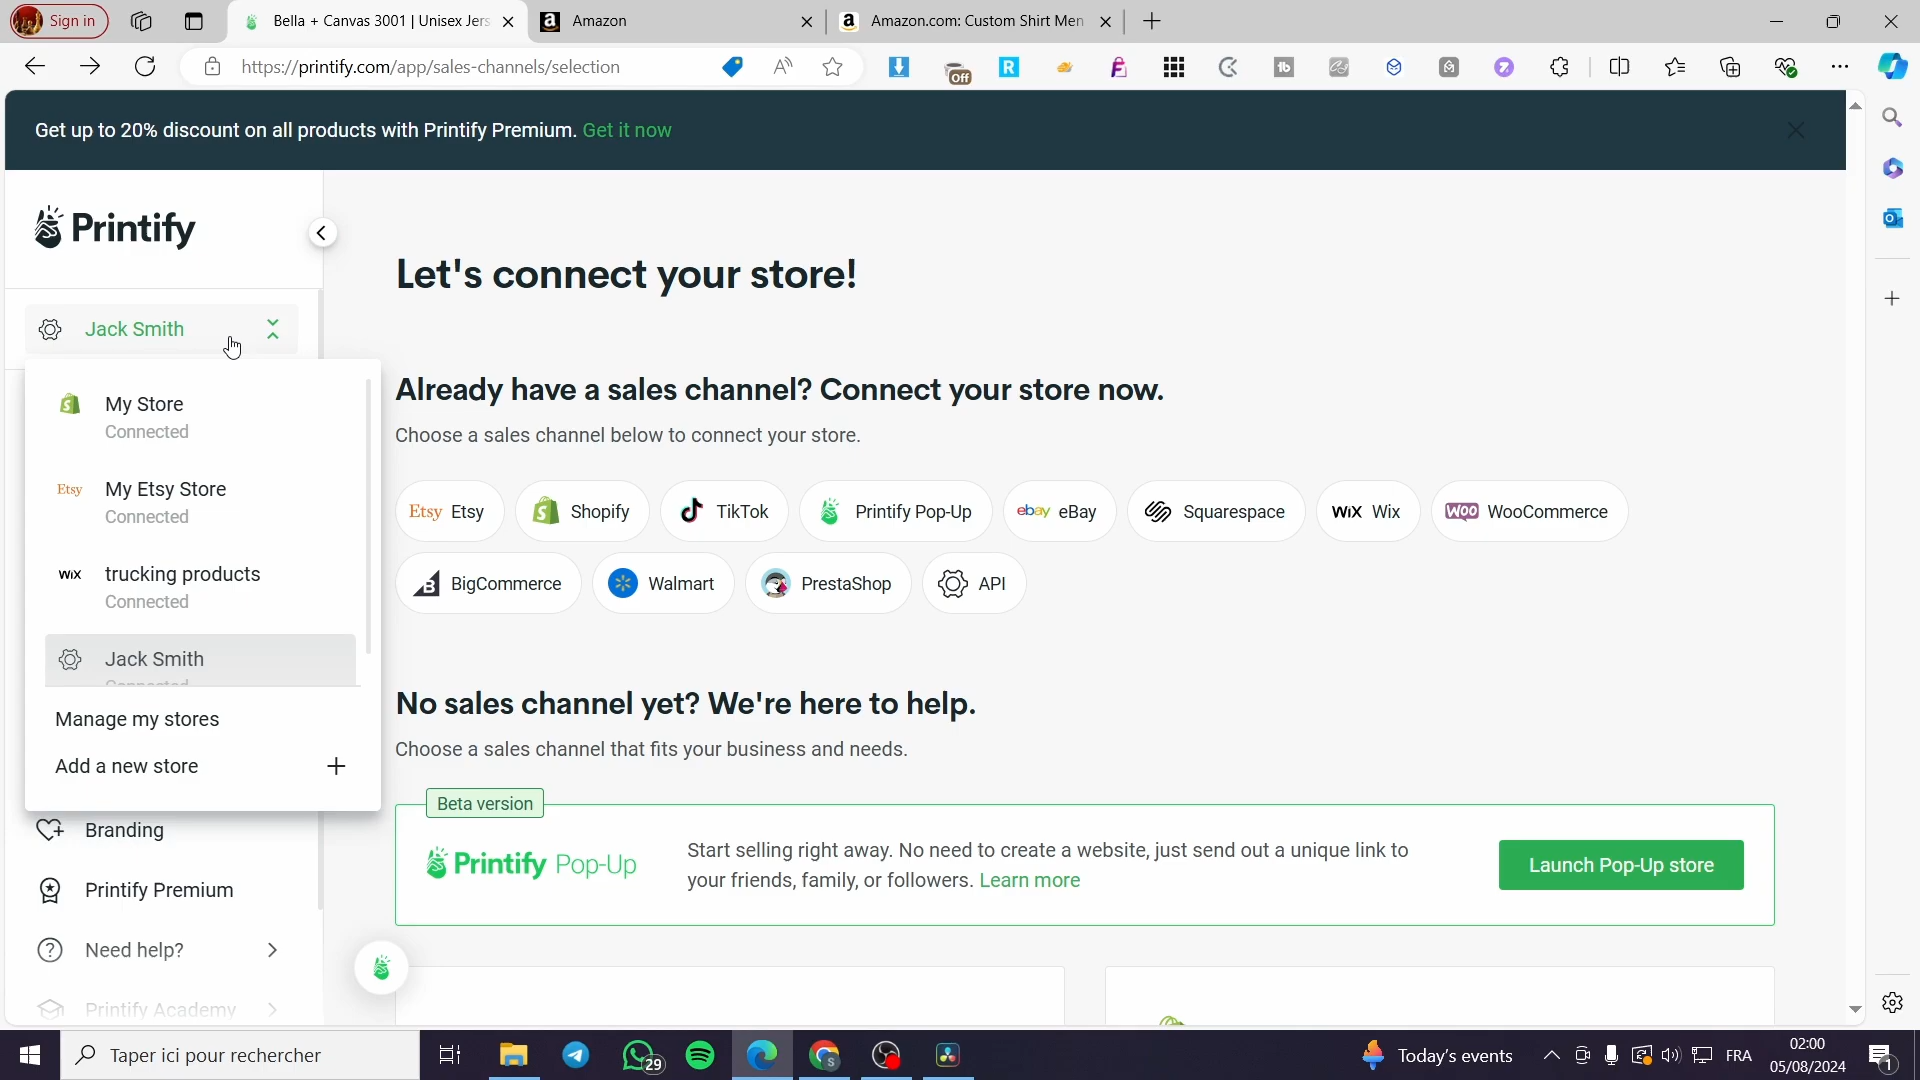 Sign in
Bella + Canvas 3001 | Unisex Jers
Amazon
Amazon.com: Custom Shirt Men
https://printify.com/app/sales-channels/selection
Off
Get up to 20% discount on all products with Printify Premium. Get it now
Printify
Jack Smith
My Store
Connected
Etsy My Etsy Store
Connected
WiX trucking products
Connected
Jack Smith
Connected
Manage my stores
Add a new store
Branding
Printify Premium
Need help?
Printify Academy
Let's connect your store!
Already have a sales channel? Connect your store now.
Choose a sales channel below to connect your store.
Etsy Etsy
Shopify
TikTok
Printify Pop-Up
ebay eBay
Squarespace
WiX Wix
WOO WooCommerce
BigCommerce
Walmart
PrestaShop
API
No sales channel yet? We're here to help.
Choose a sales channel that fits your business and needs.
Beta version
Printify Pop-Up
Start selling right away. No need to create a website, just send out a unique link to
your friends, family, or followers. Learn more
Launch Pop-Up store
Taper ici pour rechercher
29
Today's events
FRA
02:00
05/08/2024
1